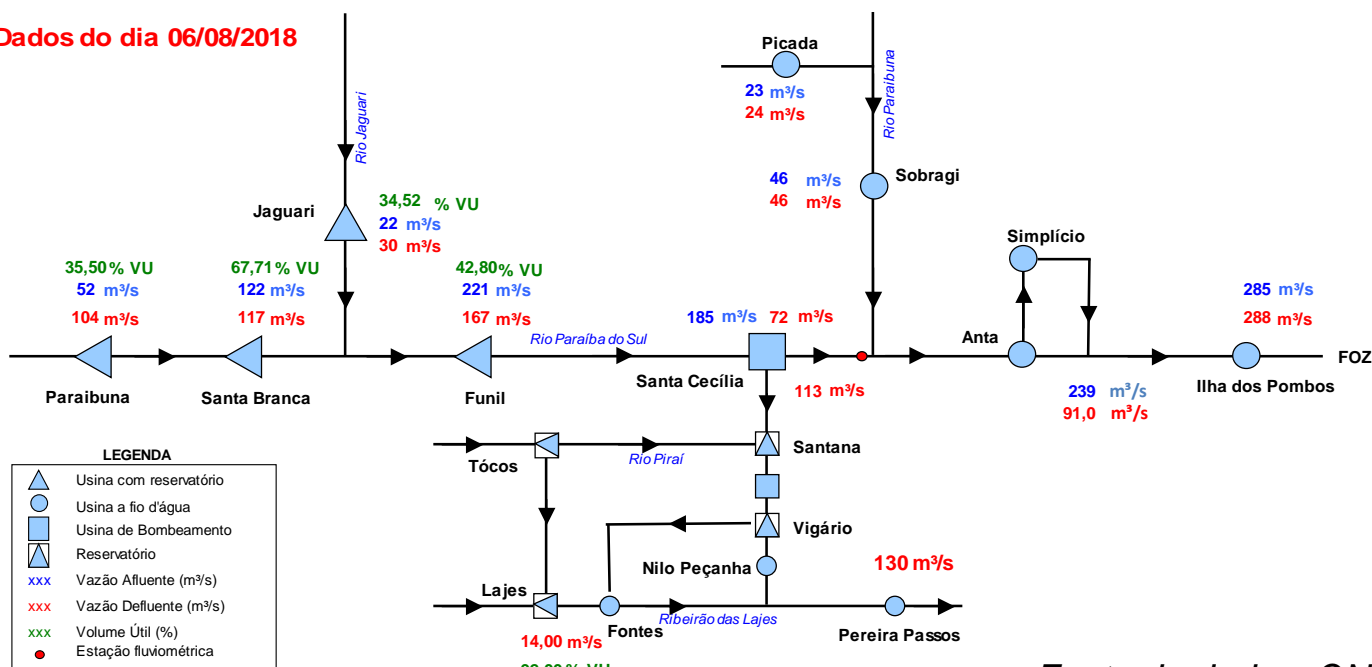 Dados do dia 06/08/2018
Picada
23 m³/s
24 m³/s
Rio Jaguari
Rio Paraibuna
Jaguari
34,52 % VU
22 m³/s
30 m³/s
46 m³/s
46 m³/s
Sobragi
Simplício
35,50% VU
52 m³/s
104 m³/s
67,71% VU
122 m³/s
117 m³/s
42,80% VU
221 m³/s
167 m³/s
185 m³/s 72 m³/s
285 m³/s
288 m³/s
Rio Paraíba do Sul
Anta
FOZ
Paraibuna
Santa Branca
Funil
Santa Cecília
113 m³/s
239 m³/s
91,0 m³/s
Ilha dos Pombos
Tócos
Rio Piraí
Santana
Vigário
Nilo Peçanha
130 m³/s
Lajes
Fontes
Ribeirão das Lajes
Pereira Passos
14,00 m³/s
LEGENDA
Usina com reservatório
Usina a fio d'água
Usina de Bombeamento
Reservatório
xxx Vazão Afluente (m³/s)
xxx Vazão Defluente (m³/s)
xxx Volume Útil (%)
Estação fluviométrica